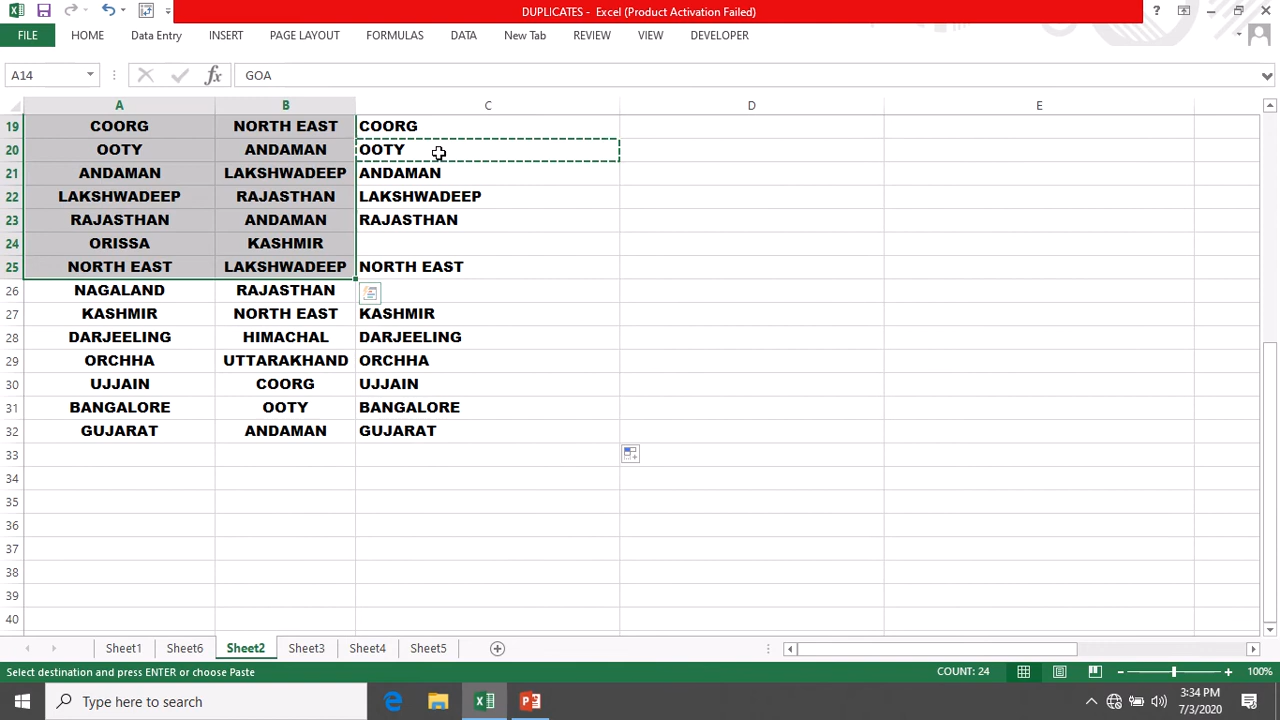 DUPLICATES - Excel (Product Activation Failed)
FILE HOME Data Entry INSERT PAGE LAYOUT FORMULAS DATA New Tab REVIEW VIEW DEVELOPER
A14 fx GOA
A B C D E
19 COORG NORTH EAST COORG
20 OOTY ANDAMAN OOTY
21 ANDAMAN LAKSHWADEEP ANDAMAN
22 LAKSHWADEEP RAJASTHAN LAKSHWADEEP
23 RAJASTHAN ANDAMAN RAJASTHAN
24 ORISSA KASHMIR
25 NORTH EAST LAKSHWADEEP NORTH EAST
26 NAGALAND RAJASTHAN
27 KASHMIR NORTH EAST KASHMIR
28 DARJEELING HIMACHAL DARJEELING
29 ORCHHA UTTARAKHAND ORCHHA
30 UJJAIN COORG UJJAIN
31 BANGALORE OOTY BANGALORE
32 GUJARAT ANDAMAN GUJARAT
33
34
35
36
37
38
39
40
Sheet1 Sheet6 Sheet2 Sheet3 Sheet4 Sheet5
Select destination and press ENTER or choose Paste COUNT: 24 100%
Type here to search 3:34 PM
7/3/2020